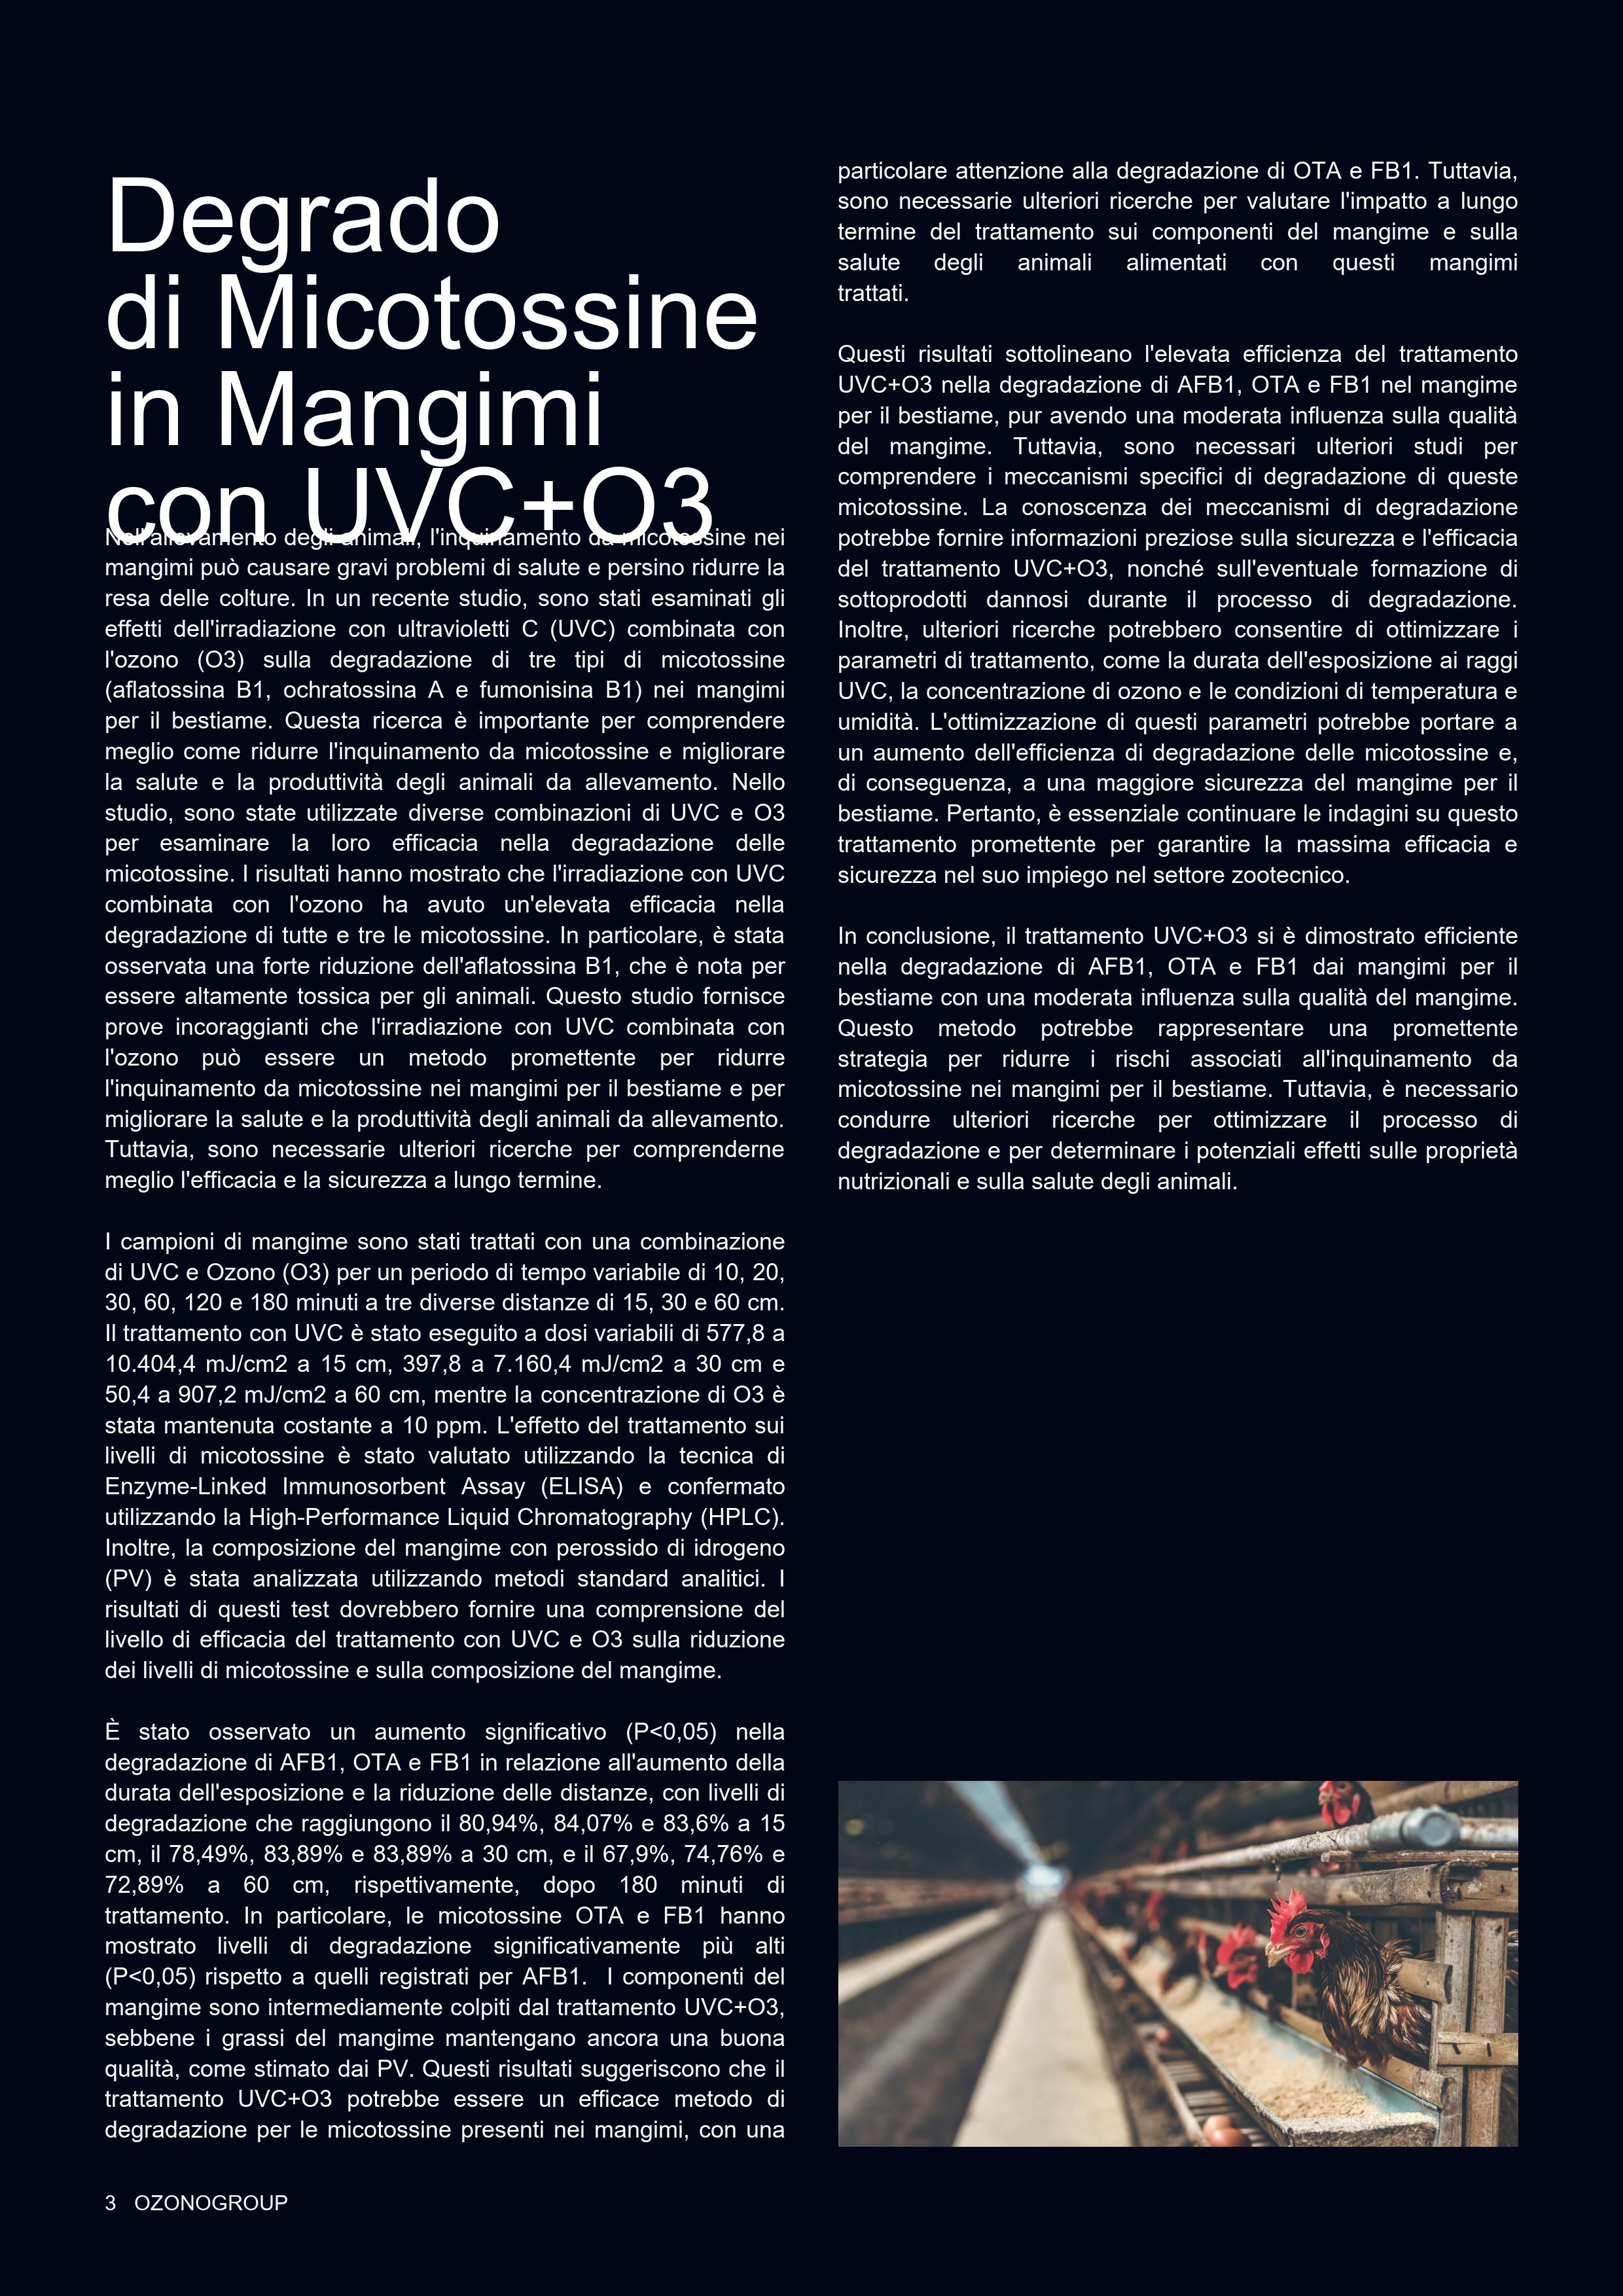 Degrado
di Micotossine
in Mangimi
con UVC+O3
Nell'allevamento degli animali, l'inquinamento da micotossine nei
mangimi può causare gravi problemi di salute e persino ridurre la
resa delle colture. In un recente studio, sono stati esaminati gli
effetti dell'irradiazione con ultravioletti C (UVC) combinata con
l'ozono (O3) sulla degradazione di tre tipi di micotossine
(aflatossina B1, ochratossina A e fumonisina B1) nei mangimi
per il bestiame. Questa ricerca è importante per comprendere
meglio come ridurre l'inquinamento da micotossine e migliorare
la salute e la produttività degli animali da allevamento. Nello
studio, sono state utilizzate diverse combinazioni di UVC e O3
per esaminare la loro efficacia nella degradazione delle
micotossine. I risultati hanno mostrato che l'irradiazione con UVC
combinata con l'ozono ha avuto un'elevata efficacia nella
degradazione di tutte e tre le micotossine. In particolare, è stata
osservata una forte riduzione dell'aflatossina B1, che è nota per
essere altamente tossica per gli animali. Questo studio fornisce
prove incoraggianti che l'irradiazione con UVC combinata con
l'ozono può essere un metodo promettente per ridurre
l'inquinamento da micotossine nei mangimi per il bestiame e per
migliorare la salute e la produttività degli animali da allevamento.
Tuttavia, sono necessarie ulteriori ricerche per comprenderne
meglio l'efficacia e la sicurezza a lungo termine.
I campioni di mangime sono stati trattati con una combinazione
di UVC e Ozono (O3) per un periodo di tempo variabile di 10, 20,
30, 60, 120 e 180 minuti a tre diverse distanze di 15, 30 e 60 cm.
Il trattamento con UVC è stato eseguito a dosi variabili di 577,8 a
10.404,4 mJ/cm2 a 15 cm, 397,8 a 7.160,4 mJ/cm2 a 30 cm e
50,4 a 907,2 mJ/cm2 a 60 cm, mentre la concentrazione di O3 è
stata mantenuta costante a 10 ppm. L'effetto del trattamento sui
livelli di micotossine è stato valutato utilizzando la tecnica di
Enzyme-Linked Immunosorbent Assay (ELISA) e confermato
utilizzando la High-Performance Liquid Chromatography (HPLC).
Inoltre, la composizione del mangime con perossido di idrogeno
(PV) è stata analizzata utilizzando metodi standard analitici. I
risultati di questi test dovrebbero fornire una comprensione del
livello di efficacia del trattamento con UVC e O3 sulla riduzione
dei livelli di micotossine e sulla composizione del mangime.
È stato osservato un aumento significativo (P<0,05) nella
degradazione di AFB1, OTA e FB1 in relazione all'aumento della
durata dell'esposizione e la riduzione delle distanze, con livelli di
degradazione che raggiungono il 80,94%, 84,07% e 83,6% a 15
cm, il 78,49%, 83,89% e 83,89% a 30 cm, e il 67,9%, 74,76% e
72,89% a 60 cm, rispettivamente, dopo 180 minuti di
trattamento. In particolare, le micotossine OTA e FB1 hanno
mostrato livelli di degradazione significativamente più alti
(P<0,05) rispetto a quelli registrati per AFB1. I componenti del
mangime sono intermediamente colpiti dal trattamento UVC+O3,
sebbene i grassi del mangime mantengano ancora una buona
qualità, come stimato dai PV. Questi risultati suggeriscono che il
trattamento UVC+O3 potrebbe essere un efficace metodo di
degradazione per le micotossine presenti nei mangimi, con una
particolare attenzione alla degradazione di OTA e FB1. Tuttavia,
sono necessarie ulteriori ricerche per valutare l'impatto a lungo
termine del trattamento sui componenti del mangime e sulla
salute degli animali alimentati con questi mangimi
trattati.
Questi risultati sottolineano l'elevata efficienza del trattamento
UVC+O3 nella degradazione di AFB1, OTA e FB1 nel mangime
per il bestiame, pur avendo una moderata influenza sulla qualità
del mangime. Tuttavia, sono necessari ulteriori studi per
comprendere i meccanismi specifici di degradazione di queste
micotossine. La conoscenza dei meccanismi di degradazione
potrebbe fornire informazioni preziose sulla sicurezza e l'efficacia
del trattamento UVC+O3, nonché sull'eventuale formazione di
sottoprodotti dannosi durante il processo di degradazione.
Inoltre, ulteriori ricerche potrebbero consentire di ottimizzare i
parametri di trattamento, come la durata dell'esposizione ai raggi
UVC, la concentrazione di ozono e le condizioni di temperatura e
umidità. L'ottimizzazione di questi parametri potrebbe portare a
un aumento dell'efficienza di degradazione delle micotossine e,
di conseguenza, a una maggiore sicurezza del mangime per il
bestiame. Pertanto, è essenziale continuare le indagini su questo
trattamento promettente per garantire la massima efficacia e
sicurezza nel suo impiego nel settore zootecnico.
In conclusione, il trattamento UVC+O3 si è dimostrato efficiente
nella degradazione di AFB1, OTA e FB1 dai mangimi per il
bestiame con una moderata influenza sulla qualità del mangime.
Questo metodo potrebbe rappresentare una promettente
strategia per ridurre i rischi associati all'inquinamento da
micotossine nei mangimi per il bestiame. Tuttavia, è necessario
condurre ulteriori ricerche per ottimizzare il processo di
degradazione e per determinare i potenziali effetti sulle proprietà
nutrizionali e sulla salute degli animali.
3 OZONOGROUP